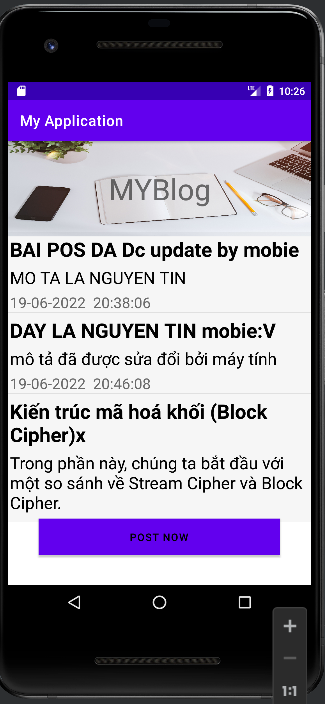 LTE 10:26
My Application
MYBlog
BAI POS DA Dc update by mobie
MO TA LA NGUYEN TIN
19-06-2022 20:38:06
DAY LA NGUYEN TIN mobie:V
mô tả đã được sửa đổi bởi máy tính
19-06-2022 20:46:08
Kiến trúc mã hoá khối (Block
Cipher)x
Trong phần này, chúng ta bắt đầu với
một so sánh về Stream Cipher và Block
Cipher.
POST NOW
1:1